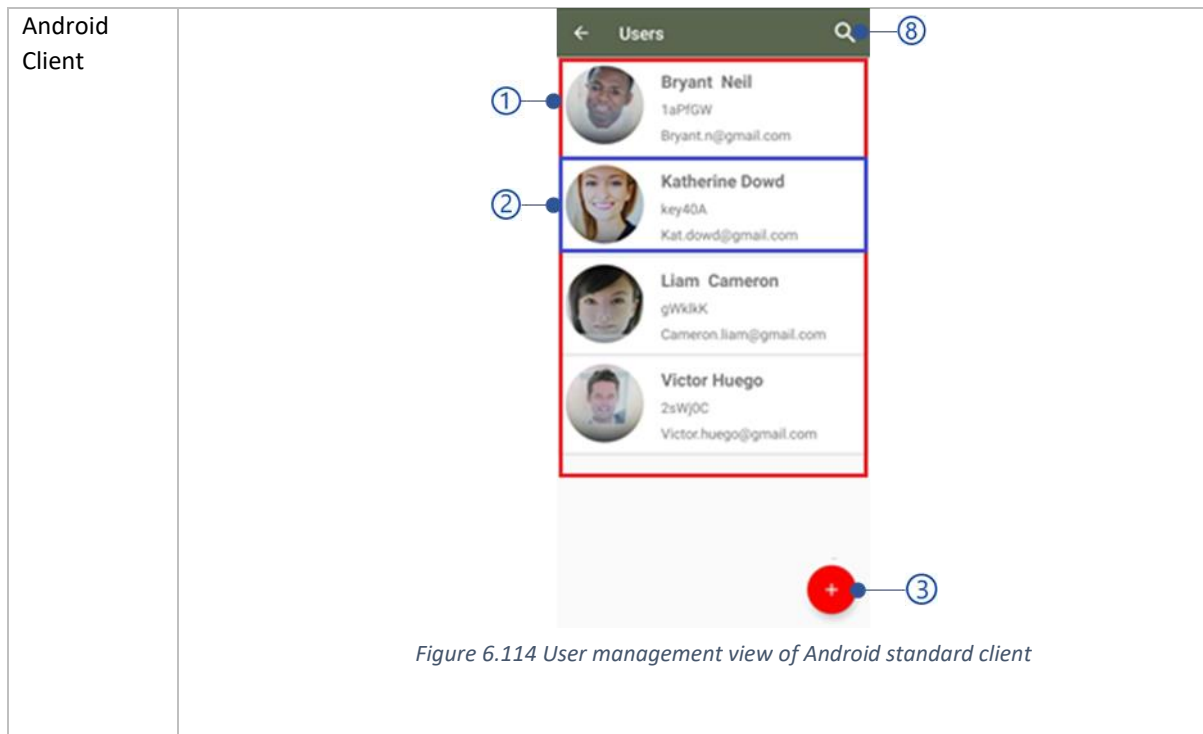 Android
Client
← Users
⑧
①
Bryant Neil
1aPfGW
Bryant.n@gmail.com
②
Katherine Dowd
key40A
Kat.dowd@gmail.com
Liam Cameron
gWklkK
Cameron.liam@gmail.com
Victor Huego
2sWj0C
Victor.huego@gmail.com
+
③
Figure 6.114 User management view of Android standard client